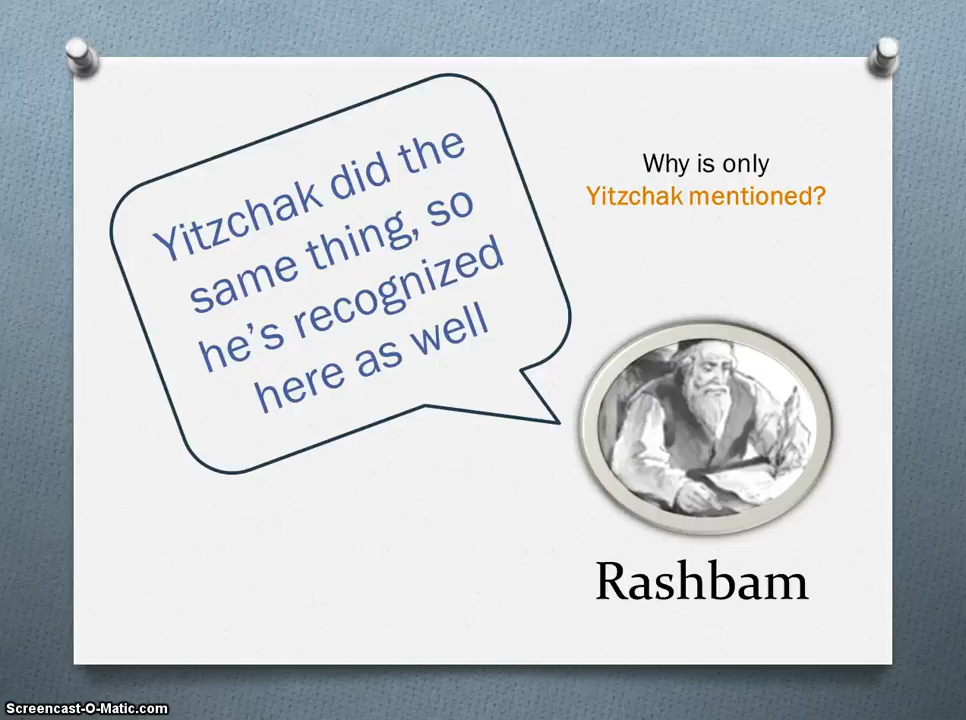 Yitzchak did the
same thing, so
he’s recognized
here as well
Why is only
Yitzchak mentioned?
Rashbam
Screencast-O-Matic.com